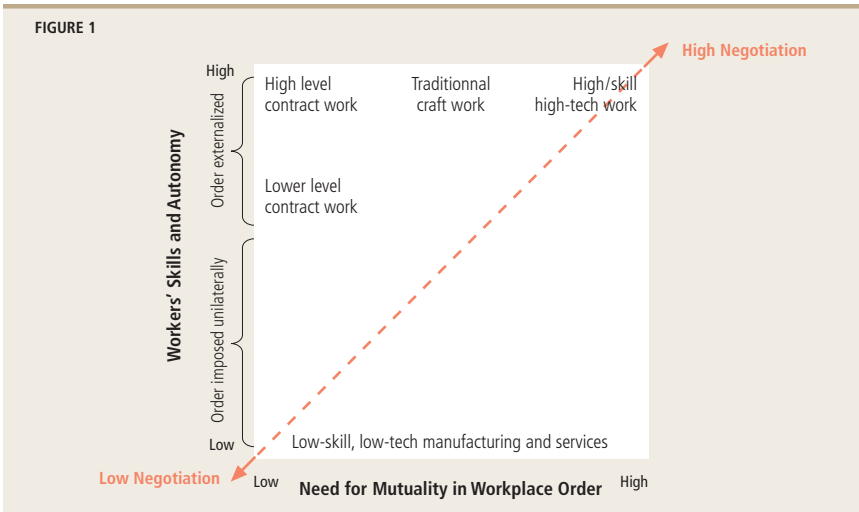 FIGURE 1
High Negotiation
High
High level
contract work
Traditionnal
craft work
High/skill
high-tech work
Order externalized
Lower level
contract work
Workers' Skills and Autonomy
Order imposed unilaterally
Low
Low-skill, low-tech manufacturing and services
Low Negotiation
Low
Need for Mutuality in Workplace Order
High